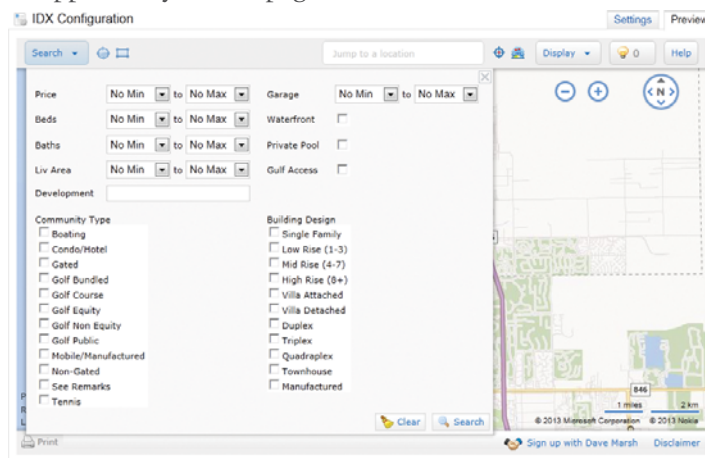 IDX Configuration
Settings
Preview
Search
Jump to a location
Display
0
Help
Price No Min to No Max Garage No Min to No Max
Beds No Min to No Max Waterfront
Baths No Min to No Max Private Pool
Liv Area No Min to No Max Gulf Access
Development
N
Community Type
Boating
Condo/Hotel
Gated
Golf Bundled
Golf Course
Golf Equity
Golf Non Equity
Golf Public
Mobile/Manufactured
Non-Gated
See Remarks
Tennis
Building Design
Single Family
Low Rise (1-3)
Mid Rise (4-7)
High Rise (8+)
Villa Attached
Villa Detached
Duplex
Triplex
Quadraplex
Townhouse
Manufactured
Clear
Search
846
1 miles 2 km
© 2013 Microsoft Corporation © 2013 Nokia
Print
Sign up with Dave Marsh Disclaimer